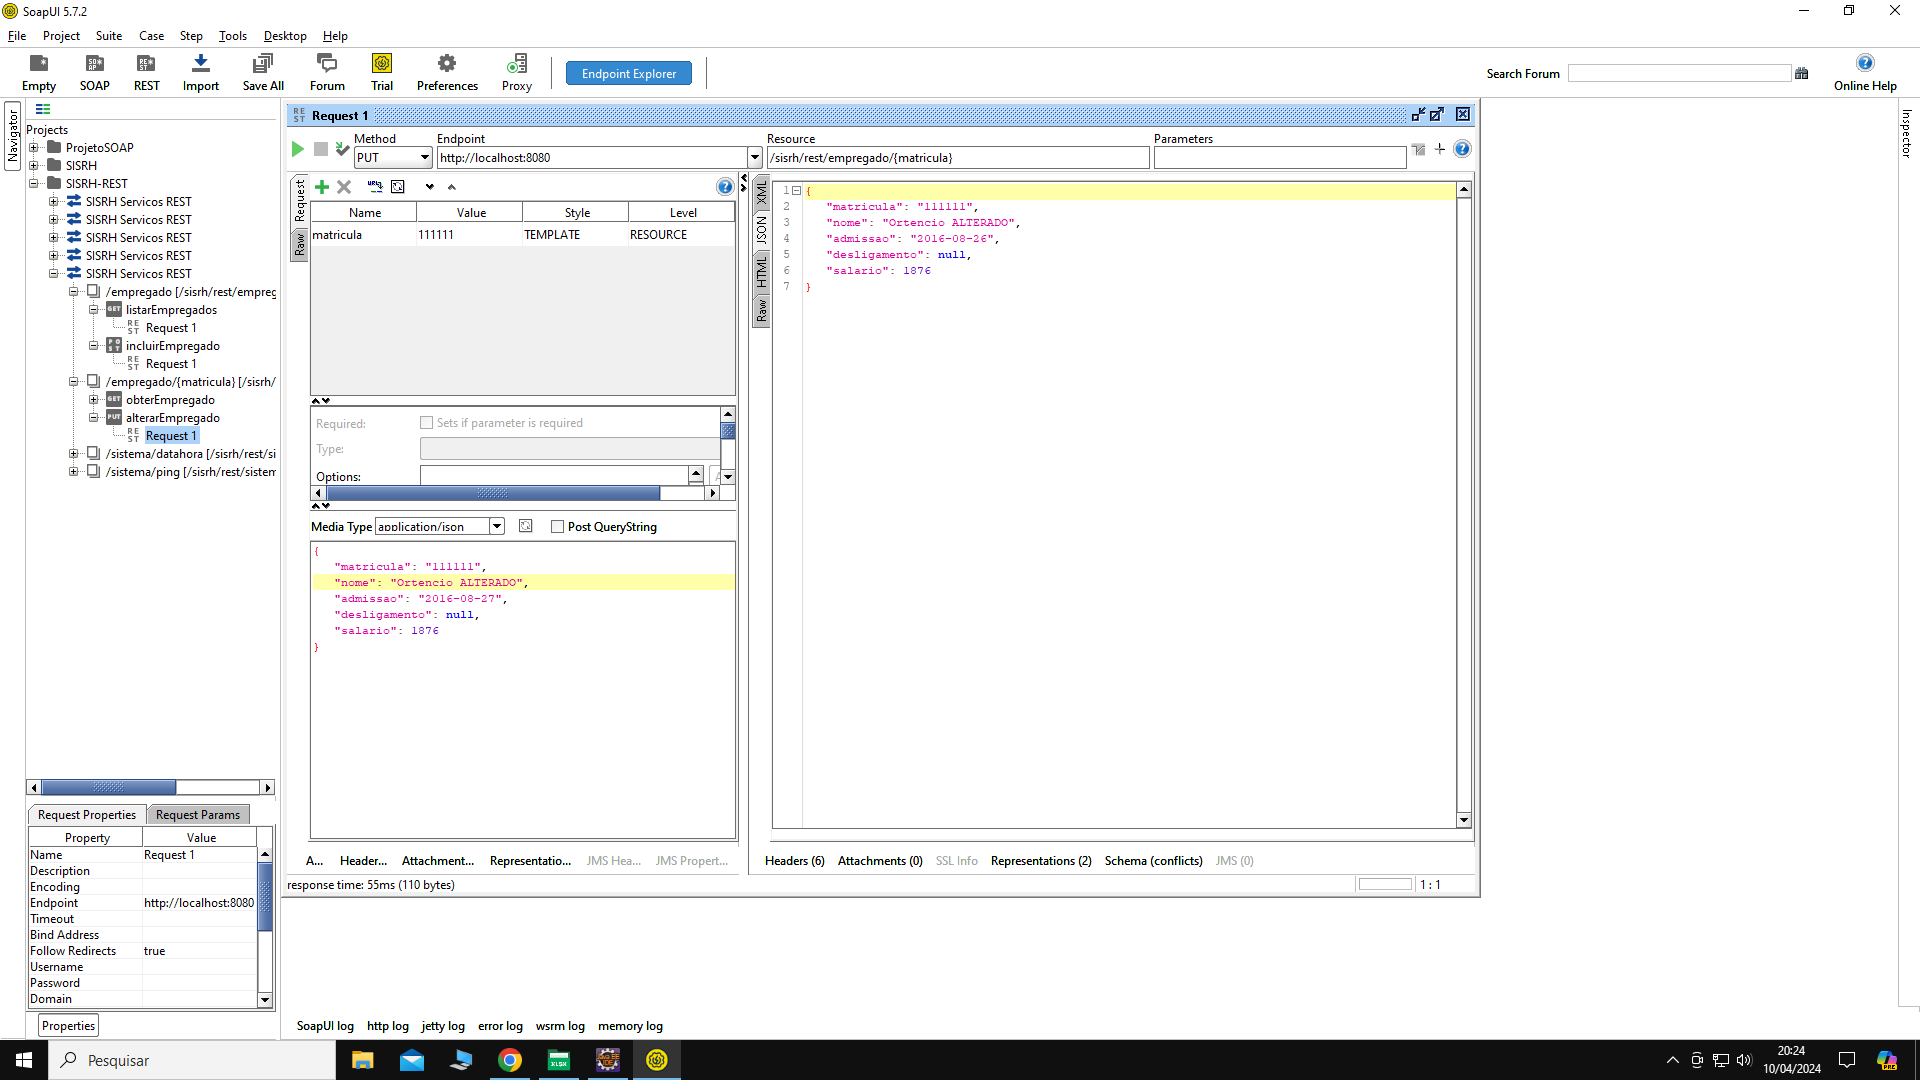 SoapUI 5.7.2
File Project Suite Case Step Tools Desktop Help
Empty SOAP REST Import Save All Forum Trial Preferences Proxy Endpoint Explorer Search Forum Online Help
Navigator
Projects
ProjetoSOAP
SISRH
SISRH-REST
SISRH Servicos REST
SISRH Servicos REST
SISRH Servicos REST
SISRH Servicos REST
SISRH Servicos REST
/empregado [/sisrh/rest/empreg
GET listarEmpregados
REST Request 1
POST incluirEmpregado
REST Request 1
/empregado/{matricula} [/sisrh/
GET obterEmpregado
PUT alterarEmpregado
REST Request 1
/sistema/datahora [/sisrh/rest/si
/sistema/ping [/sisrh/rest/sistem
Request Properties Request Params
Property Value
Name Request 1
Description
Encoding
Endpoint http://localhost:8080
Timeout
Bind Address
Follow Redirects true
Username
Password
Domain
Properties
REST Request 1
Method Endpoint Resource Parameters
PUT http://localhost:8080 /sisrh/rest/empregado/{matricula}
Request
Raw
Name Value Style Level
matricula 111111 TEMPLATE RESOURCE
Required: Sets if parameter is required
Type:
Options:
Media Type application/json Post QueryString
{
"matricula": "111111",
"nome": "Ortencio ALTERADO",
"admissao": "2016-08-27",
"desligamento": null,
"salario": 1876
}
A... Header... Attachment... Representatio... JMS Hea... JMS Propert...
XML
JSON
HTML
Raw
1 {
2 "matricula": "111111",
3 "nome": "Ortencio ALTERADO",
4 "admissao": "2016-08-26",
5 "desligamento": null,
6 "salario": 1876
7 }
Headers (6) Attachments (0) SSL Info Representations (2) Schema (conflicts) JMS (0)
response time: 55ms (110 bytes)
1 : 1
Inspector
SoapUI log http log jetty log error log wsrm log memory log
Pesquisar
XLSX
20:24
10/04/2024
PRE